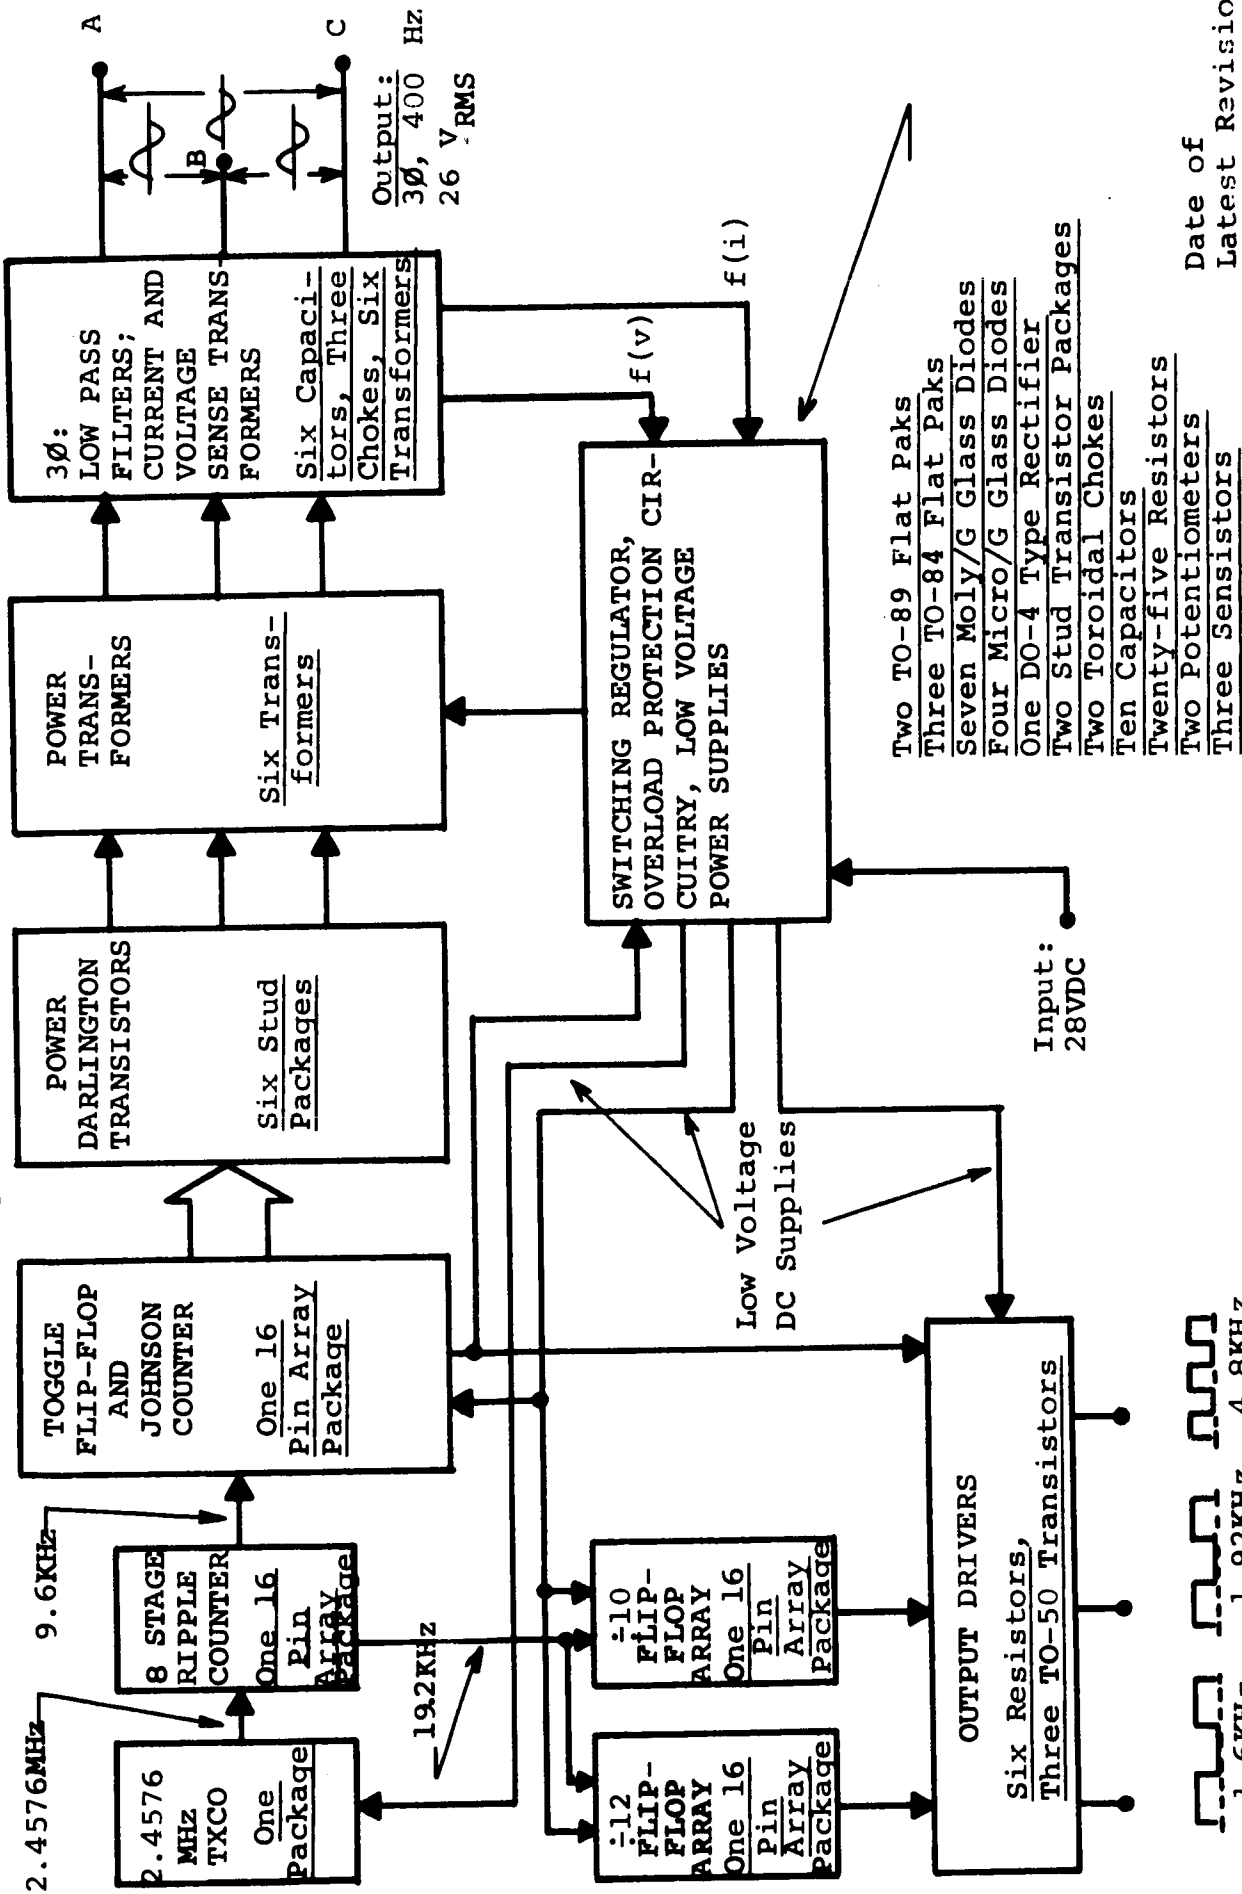 2.4576MHz
9.6KHz
2.4576
MHz
TXCO
One
Package
8 STAGE
RIPPLE
COUNTER
One 16
Pin
Array
Package
TOGGLE
FLIP-FLOP
AND
JOHNSON
COUNTER
One 16
Pin Array
Package
POWER
DARLINGTON
TRANSISTORS
Six Stud
Packages
POWER
TRANS-
FORMERS
Six Trans-
formers
3Ø:
LOW PASS
FILTERS;
CURRENT AND
VOLTAGE
SENSE TRANS-
FORMERS
Six Capaci-
tors, Three
Chokes, Six
Transformers
A
B
C
Output:
3Ø, 400 Hz
26 VRMS
19.2KHz
f(v)
f(i)
÷12
FLIP-
FLOP
ARRAY
One 16
Pin
Array
Package
÷10
FLIP-
FLOP
ARRAY
One 16
Pin
Array
Package
Low Voltage
DC Supplies
SWITCHING REGULATOR,
OVERLOAD PROTECTION CIR-
CUITRY, LOW VOLTAGE
POWER SUPPLIES
Input:
28VDC
Two TO-89 Flat Paks
Three TO-84 Flat Paks
Seven Moly/G Glass Diodes
Four Micro/G Glass Diodes
One DO-4 Type Rectifier
Two Stud Transistor Packages
Two Toroidal Chokes
Ten Capacitors
Twenty-five Resistors
Two Potentiometers
Three Sensistors
OUTPUT DRIVERS
Six Resistors,
Three TO-50 Transistors
1.6KHz 1.92KHz 4.8KHz
Date of
Latest Revisio